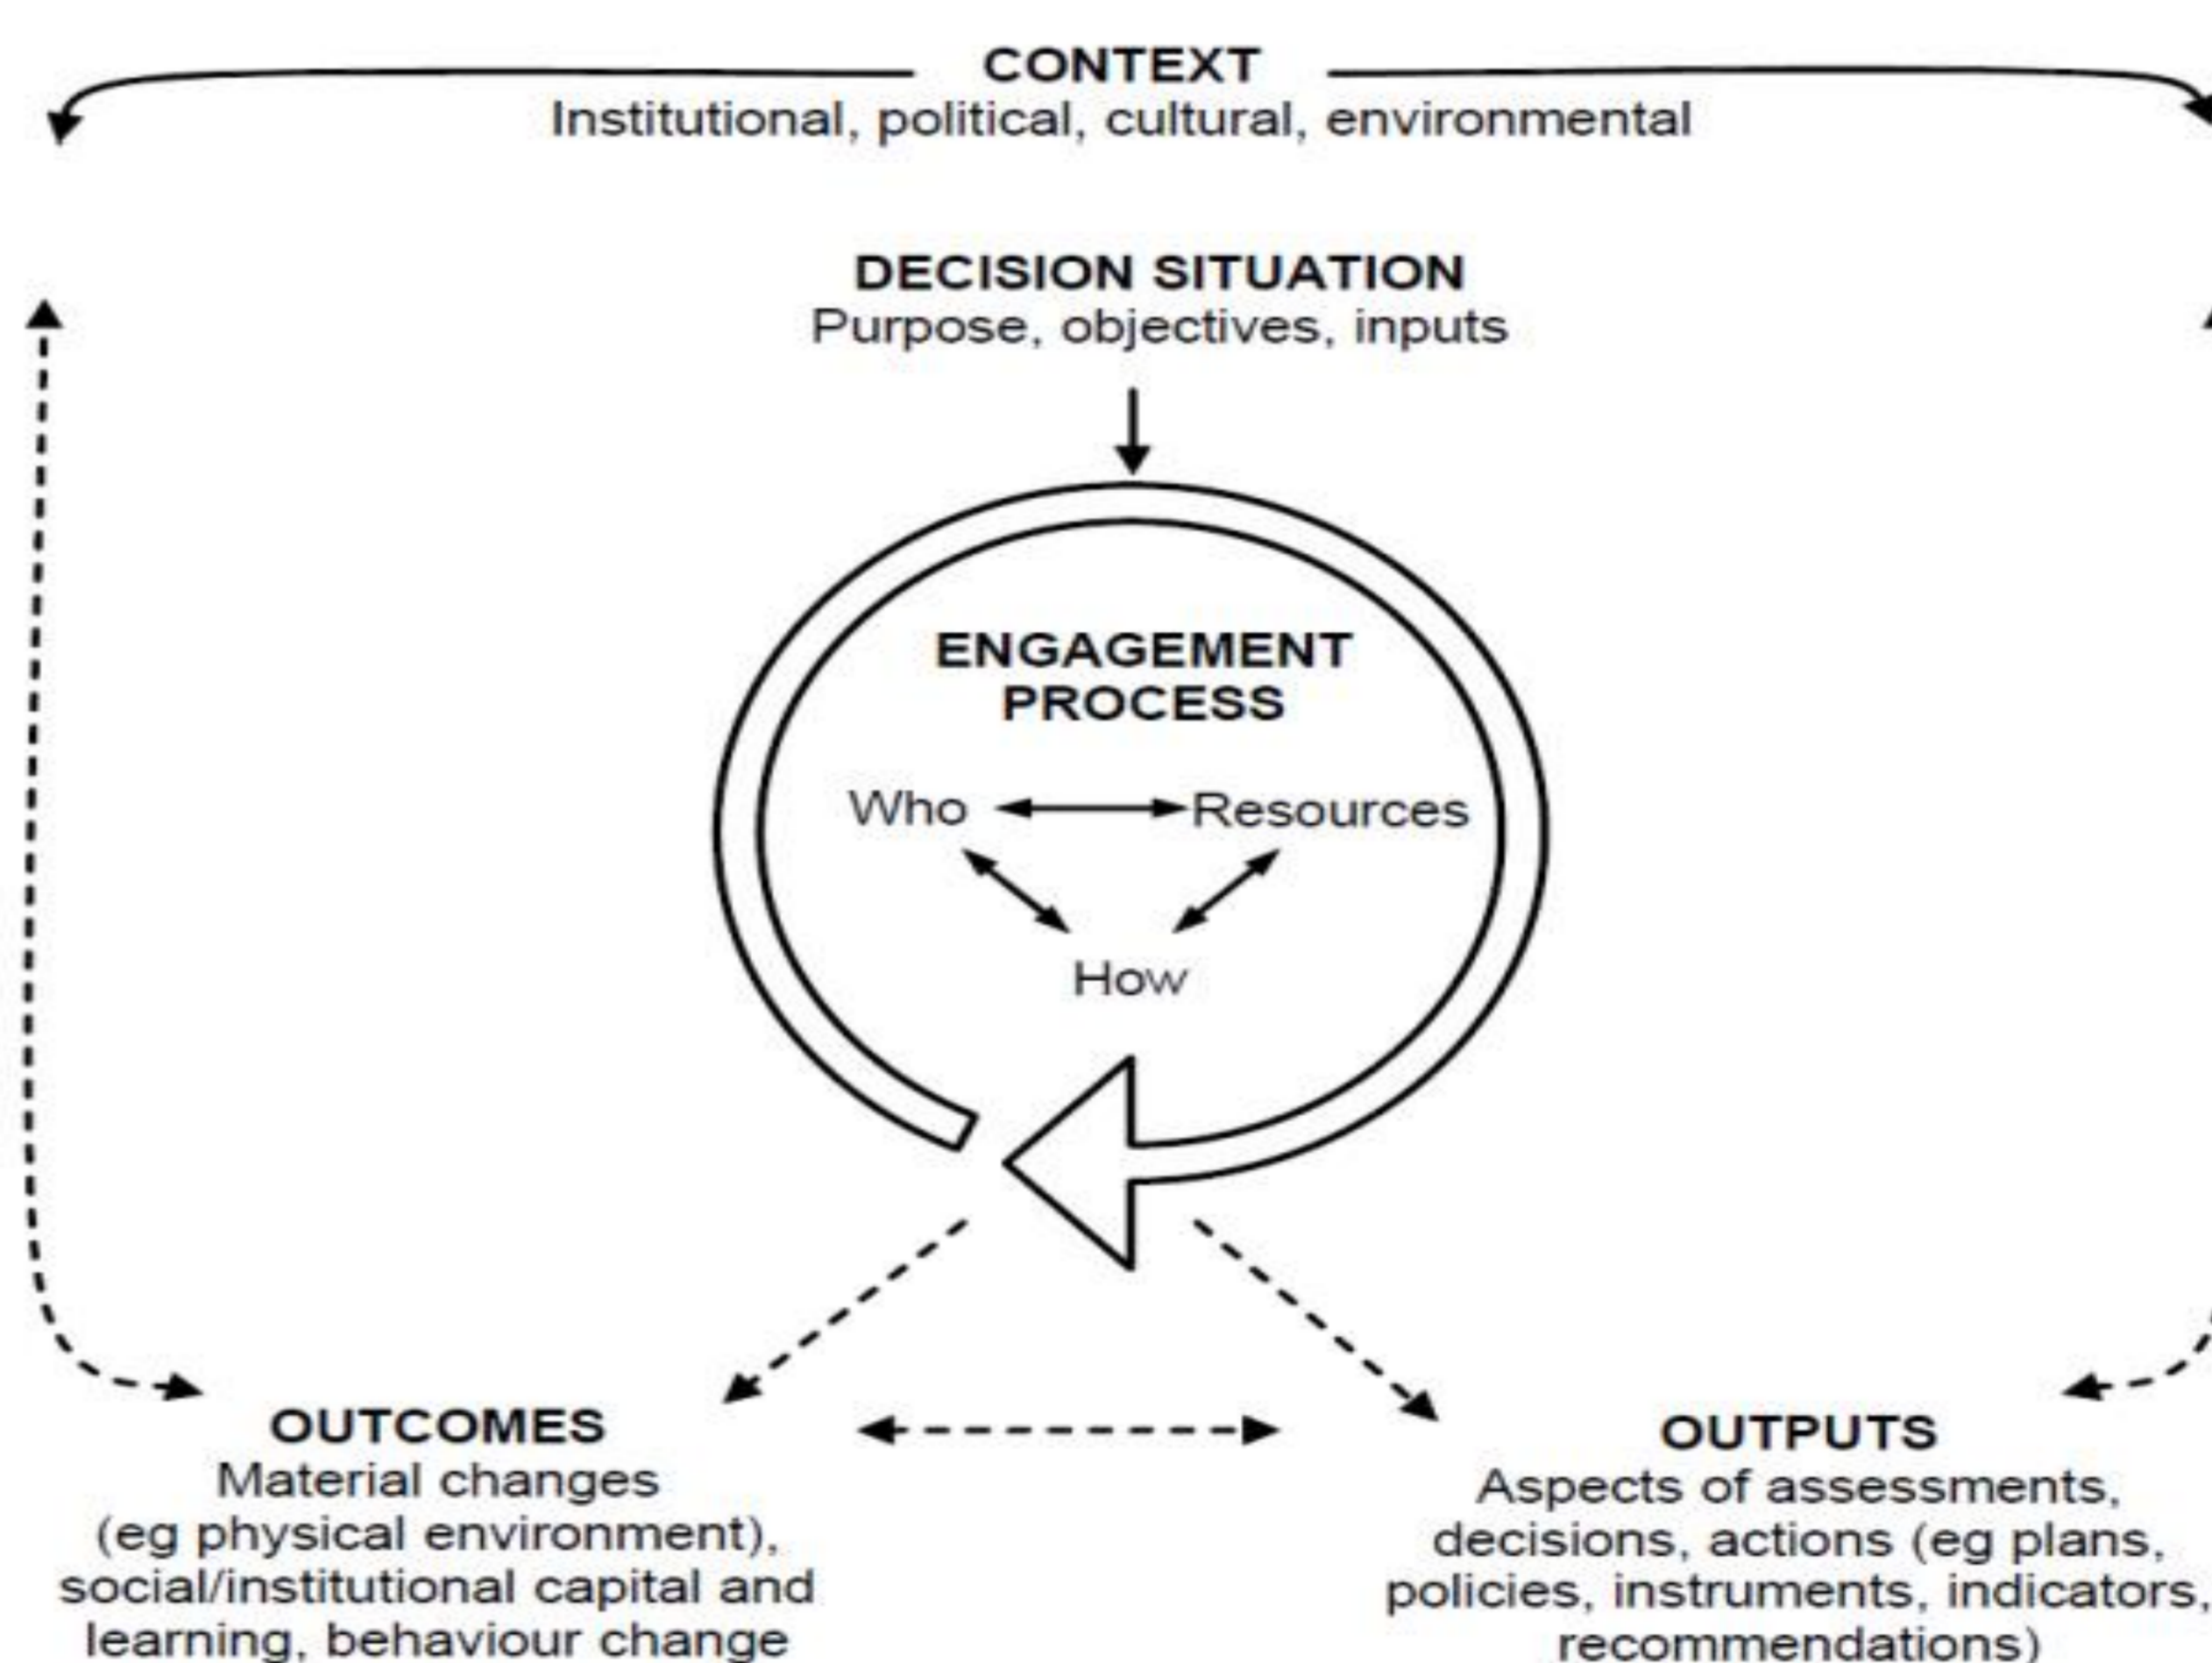 CONTEXT
Institutional, political, cultural, environmental
DECISION SITUATION
Purpose, objectives, inputs
ENGAGEMENT
PROCESS
Who
Resources
How
OUTCOMES
Material changes
(eg physical environment),
social/institutional capital and
learning, behaviour change
OUTPUTS
Aspects of assessments,
decisions, actions (eg plans,
policies, instruments, indicators,
recommendations)